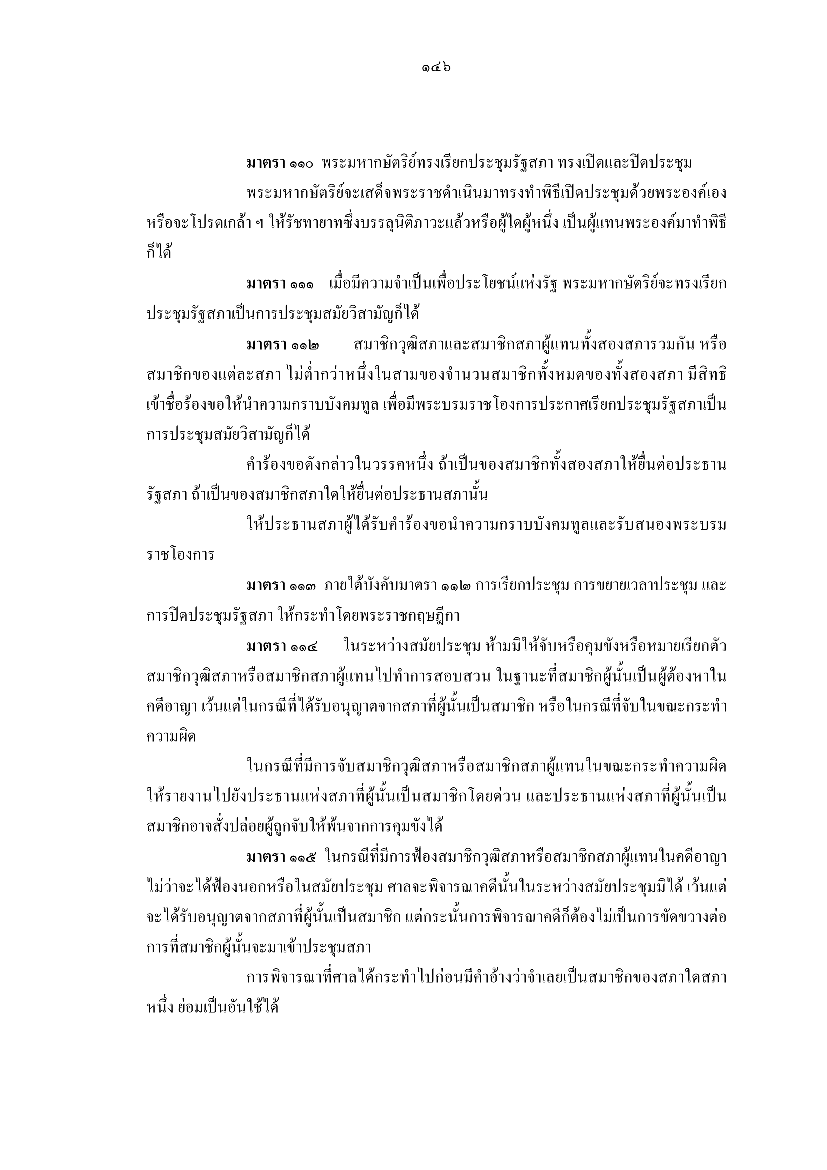 ๑๔๖
มาตรา ๑๑๐ พระมหากษัตริย์ทรงเรียกประชุมรัฐสภา ทรงเปิดและปิดประชุม
พระมหากษัตริย์จะเสด็จพระราชดำเนินมาทรงทำพิธีเปิดประชุมด้วยพระองค์เอง
หรือจะโปรดเกล้า ฯ ให้รัชทายาทซึ่งบรรลุนิติภาวะแล้วหรือผู้ใดผู้หนึ่ง เป็นผู้แทนพระองค์มาทำพิธี
ก็ได้
มาตรา ๑๑๑ เมื่อมีความจำเป็นเพื่อประโยชน์แห่งรัฐ พระมหากษัตริย์จะทรงเรียก
ประชุมรัฐสภาเป็นการประชุมสมัยวิสามัญก็ได้
มาตรา ๑๑๒ สมาชิกวุฒิสภาและสมาชิกสภาผู้แทนทั้งสองสภารวมกัน หรือ
สมาชิกของแต่ละสภา ไม่ต่ำกว่าหนึ่งในสามของจำนวนสมาชิกทั้งหมดของทั้งสองสภา มีสิทธิ
เข้าชื่อร้องขอให้นำความกราบบังคมทูล เพื่อมีพระบรมราชโองการประกาศเรียกประชุมรัฐสภาเป็น
การประชุมสมัยวิสามัญก็ได้
คำร้องขอดังกล่าวในวรรคหนึ่ง ถ้าเป็นของสมาชิกทั้งสองสภาให้ยื่นต่อประธาน
รัฐสภา ถ้าเป็นของสมาชิกสภาใดให้ยื่นต่อประธานสภานั้น
ให้ประธานสภาผู้ได้รับคำร้องขอนำความกราบบังคมทูลและรับสนองพระบรม
ราชโองการ
มาตรา ๑๑๓ ภายใต้บังคับมาตรา ๑๑๒ การเรียกประชุม การขยายเวลาประชุม และ
การปิดประชุมรัฐสภา ให้กระทำโดยพระราชกฤษฎีกา
มาตรา ๑๑๔ ในระหว่างสมัยประชุม ห้ามมิให้จับหรือคุมขังหรือหมายเรียกตัว
สมาชิกวุฒิสภาหรือสมาชิกสภาผู้แทนไปทำการสอบสวน ในฐานะที่สมาชิกผู้นั้นเป็นผู้ต้องหาใน
คดีอาญา เว้นแต่ในกรณีที่ได้รับอนุญาตจากสภาที่ผู้นั้นเป็นสมาชิก หรือในกรณีที่จับในขณะกระทำ
ความผิด
ในกรณีที่มีการจับสมาชิกวุฒิสภาหรือสมาชิกสภาผู้แทนในขณะกระทำความผิด
ให้รายงานไปยังประธานแห่งสภาที่ผู้นั้นเป็นสมาชิกโดยด่วน และประธานแห่งสภาที่ผู้นั้นเป็น
สมาชิกอาจสั่งปล่อยผู้ถูกจับให้พ้นจากการคุมขังได้
มาตรา ๑๑๕ ในกรณีที่มีการฟ้องสมาชิกวุฒิสภาหรือสมาชิกสภาผู้แทนในคดีอาญา
ไม่ว่าจะได้ฟ้องนอกหรือในสมัยประชุม ศาลจะพิจารณาคดีนั้นในระหว่างสมัยประชุมมิได้ เว้นแต่
จะได้รับอนุญาตจากสภาที่ผู้นั้นเป็นสมาชิก แต่กระนั้นการพิจารณาคดีก็ต้องไม่เป็นการขัดขวางต่อ
การที่สมาชิกผู้นั้นจะมาเข้าประชุมสภา
การพิจารณาที่ศาลได้กระทำไปก่อนมีคำอ้างว่าจำเลยเป็นสมาชิกของสภาใดสภา
หนึ่ง ย่อมเป็นอันใช้ได้